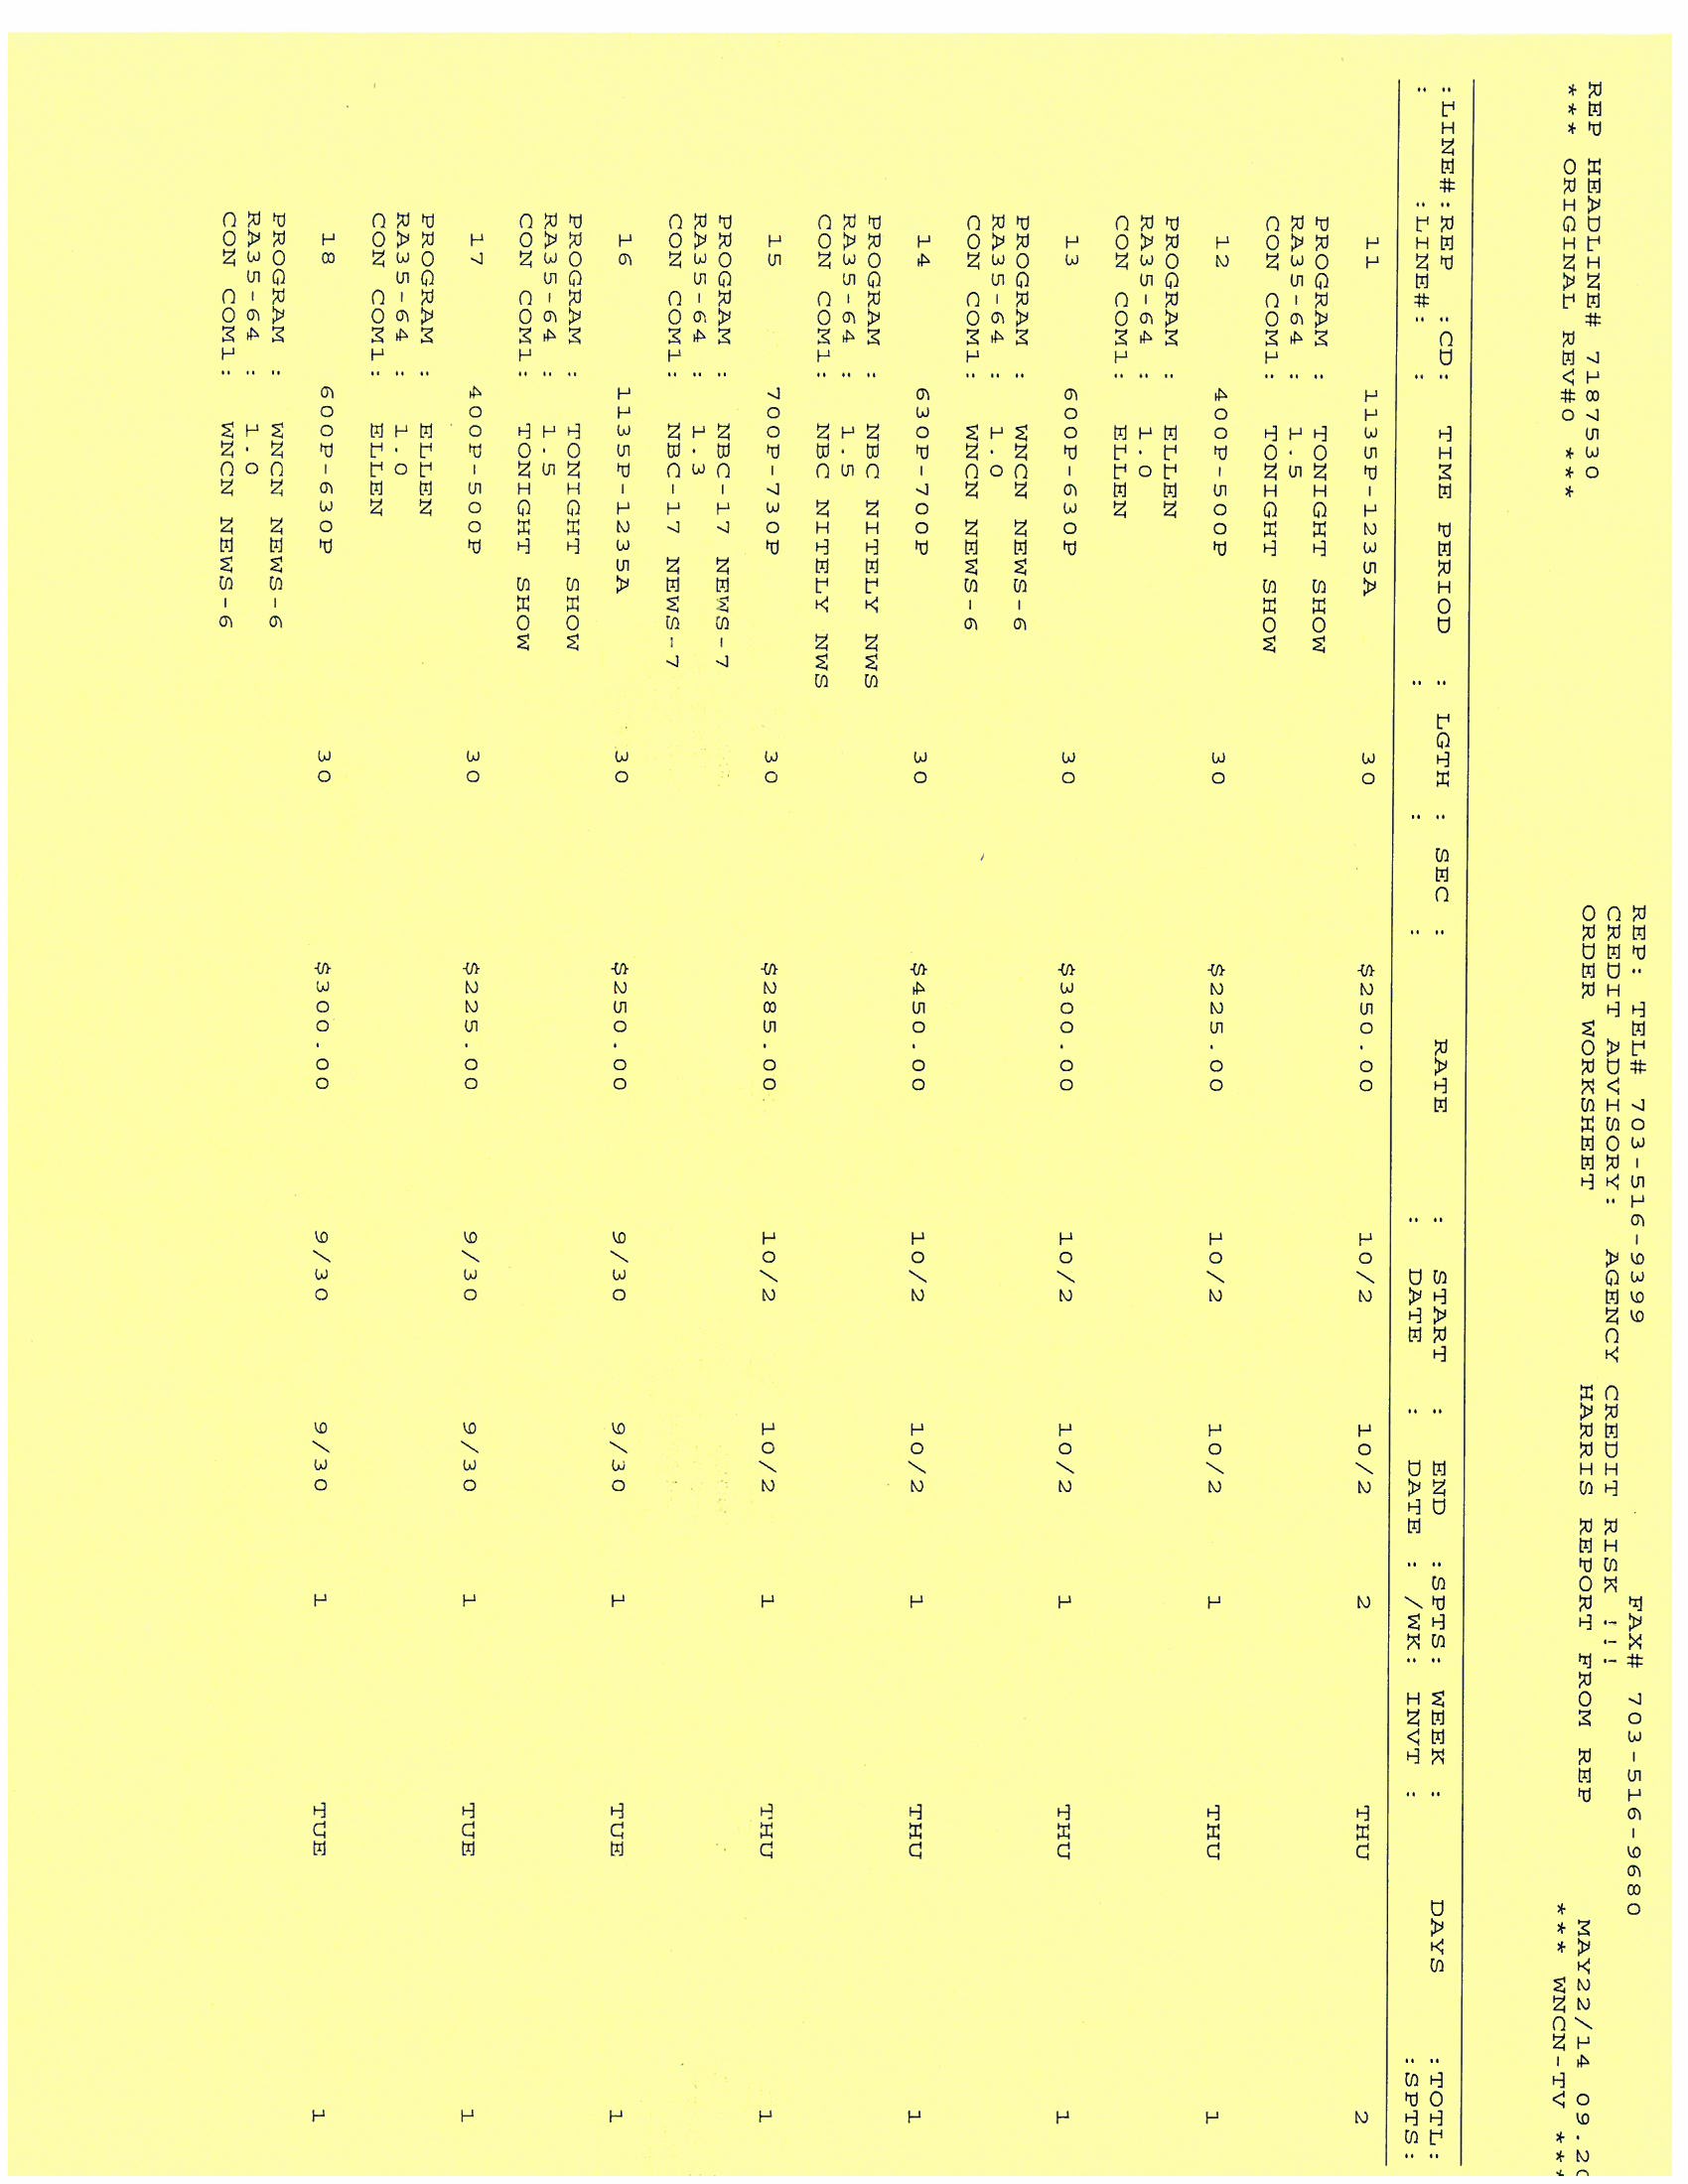 REP: TEL# 703-516-9399 FAX# 703-516-9680
CREDIT ADVISORY: AGENCY CREDIT RISK !!!
REP HEADLINE# 7187530 ORDER WORKSHEET HARRIS REPORT FROM REP MAY22/14 09.20
*** ORIGINAL REV#0 *** *** WNCN-TV ***
:LINE#:REP :CD: TIME PERIOD : LGTH : SEC : RATE : START : END :SPTS: WEEK : DAYS :TOTL:
: :LINE#: : : : : : DATE : DATE : /WK: INVT : :SPTS:
11 1135P-1235A 30 $250.00 10/2 10/2 2 THU 2
PROGRAM : TONIGHT SHOW
RA35-64 : 1.5
CON COM1: TONIGHT SHOW
12 400P-500P 30 $225.00 10/2 10/2 1 THU 1
PROGRAM : ELLEN
RA35-64 : 1.0
CON COM1: ELLEN
13 600P-630P 30 $300.00 10/2 10/2 1 THU 1
PROGRAM : WNCN NEWS-6
RA35-64 : 1.0
CON COM1: WNCN NEWS-6
14 630P-700P 30 $450.00 10/2 10/2 1 THU 1
PROGRAM : NBC NITELY NWS
RA35-64 : 1.5
CON COM1: NBC NITELY NWS
15 700P-730P 30 $285.00 10/2 10/2 1 THU 1
PROGRAM : NBC-17 NEWS-7
RA35-64 : 1.3
CON COM1: NBC-17 NEWS-7
16 1135P-1235A 30 $250.00 9/30 9/30 1 TUE 1
PROGRAM : TONIGHT SHOW
RA35-64 : 1.5
CON COM1: TONIGHT SHOW
17 400P-500P 30 $225.00 9/30 9/30 1 TUE 1
PROGRAM : ELLEN
RA35-64 : 1.0
CON COM1: ELLEN
18 600P-630P 30 $300.00 9/30 9/30 1 TUE 1
PROGRAM : WNCN NEWS-6
RA35-64 : 1.0
CON COM1: WNCN NEWS-6